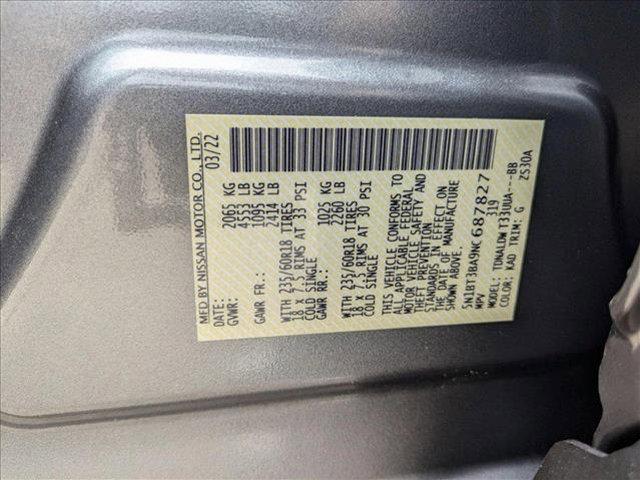 MFD BY NISSAN MOTOR CO., LTD.
DATE: 03/22
GVWR: 2065 KG
4553 LB
GAWR FR.: 1095 KG
2414 LB
WITH 235/60R18 TIRES
18 x 7.5 RIMS AT 33 PSI
COLD SINGLE
GAWR RR.: 1025 KG
2260 LB
WITH 235/60R18 TIRES
18 x 7.5 RIMS AT 30 PSI
COLD SINGLE
THIS VEHICLE CONFORMS TO
ALL APPLICABLE FEDERAL
MOTOR VEHICLE SAFETY AND
THEFT PREVENTION
STANDARDS IN EFFECT ON
THE DATE OF MANUFACTURE
SHOWN ABOVE.
5N1BT3BA9NC687827
MPV 319
MODEL: TDNALDWT33UUA---BB
COLOR: KAD TRIM: G ZS30A